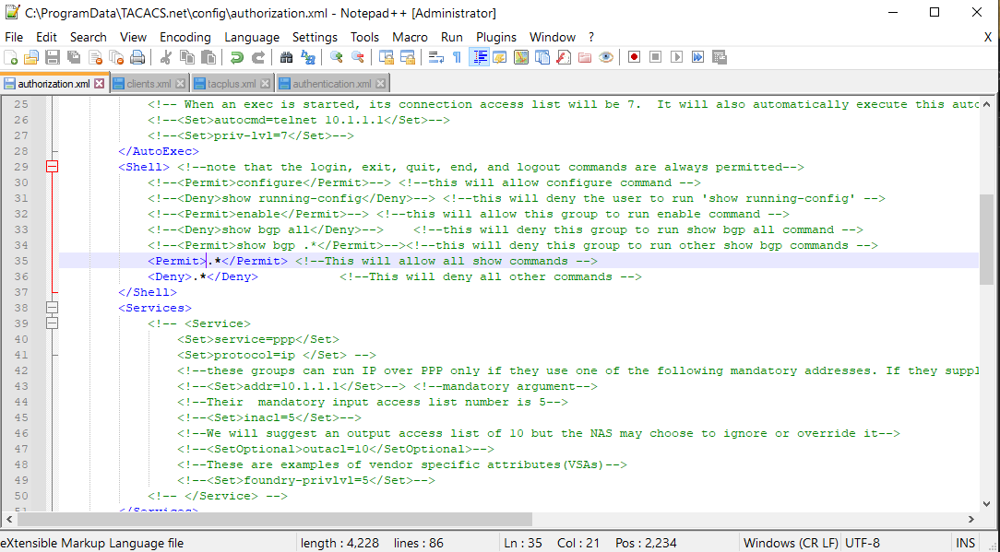 C:\ProgramData\TACACS.net\config\authorization.xml - Notepad++ [Administrator]
File Edit Search View Encoding Language Settings Tools Macro Run Plugins Window ? X
authorization.xml clients.xml tacplus.xml authentication.xml
25 <!-- When an exec is started, its connection access list will be 7.  It will also automatically execute this auto
26 <!--<Set>autocmd=telnet 10.1.1.1</Set>-->
27 <!--<Set>priv-lvl=7</Set>-->
28 </AutoExec>
29 <Shell> <!--note that the login, exit, quit, end, and logout commands are always permitted-->
30 <!--<Permit>configure</Permit>--> <!--this will allow configure command -->
31 <!--<Deny>show running-config</Deny>--> <!--this will deny the user to run 'show running-config' -->
32 <!--<Permit>enable</Permit>--> <!--this will allow this group to run enable command -->
33 <!--<Deny>show bgp all</Deny>-->    <!--this will deny this group to run show bgp all command -->
34 <!--<Permit>show bgp .*</Permit>--><!--this will deny this group to run other show bgp commands -->
35 <Permit>.*</Permit> <!--This will allow all show commands -->
36 <Deny>.*</Deny>           <!--This will deny all other commands -->
37 </Shell>
38 <Services>
39 <!-- <Service>
40 <Set>service=ppp</Set>
41 <Set>protocol=ip </Set> -->
42 <!--these groups can run IP over PPP only if they use one of the following mandatory addresses. If they suppl
43 <!--<Set>addr=10.1.1.1</Set>--> <!--mandatory argument-->
44 <!--Their  mandatory input access list number is 5-->
45 <!--<Set>inacl=5</Set>-->
46 <!--We will suggest an output access list of 10 but the NAS may choose to ignore or override it-->
47 <!--<SetOptional>outacl=10</SetOptional>-->
48 <!--These are examples of vendor specific attributes(VSAs)-->
49 <!--<Set>foundry-privlvl=5</Set>-->
50 <!-- </Service> -->
51 </Services>
eXtensible Markup Language file length : 4,228 lines : 86 Ln : 35 Col : 21 Pos : 2,234 Windows (CR LF) UTF-8 INS